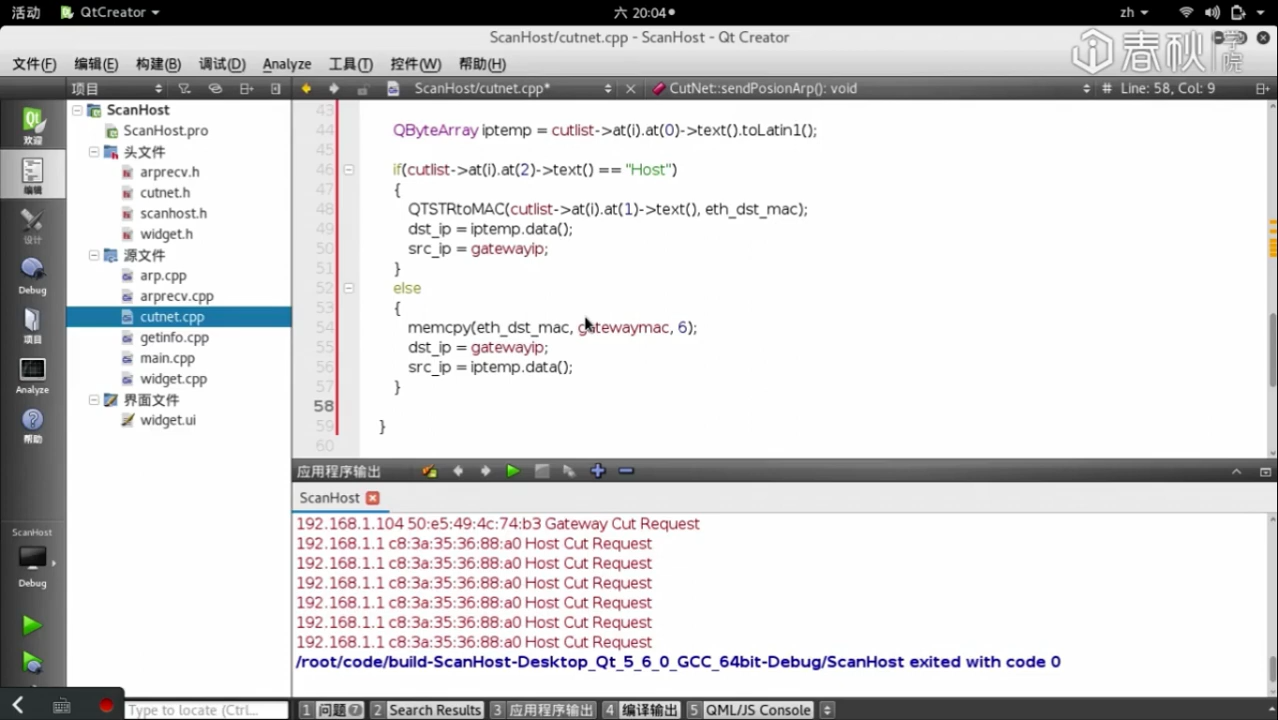 活动 QtCreator 六 20:04 zh
ScanHost/cutnet.cpp - ScanHost - Qt Creator
春秋学院
文件(F) 编辑(E) 构建(B) 调试(D) Analyze 工具(T) 控件(W) 帮助(H)
项目 ScanHost/cutnet.cpp* CutNet::sendPosionArp(): void # Line: 58, Col: 9
Qt
欢迎
编辑
设计
Debug
项目
Analyze
帮助
ScanHost
Debug
ScanHost
ScanHost.pro
头文件
arprecv.h
cutnet.h
scanhost.h
widget.h
源文件
arp.cpp
arprecv.cpp
cutnet.cpp
getinfo.cpp
main.cpp
widget.cpp
界面文件
widget.ui
43
44 QByteArray iptemp = cutlist->at(i).at(0)->text().toLatin1();
45
46 if(cutlist->at(i).at(2)->text() == "Host")
47 {
48 QTSTRtoMAC(cutlist->at(i).at(1)->text(), eth_dst_mac);
49 dst_ip = iptemp.data();
50 src_ip = gatewayip;
51 }
52 else
53 {
54 memcpy(eth_dst_mac, gatewaymac, 6);
55 dst_ip = gatewayip;
56 src_ip = iptemp.data();
57 }
58
59 }
60
应用程序输出
ScanHost
192.168.1.104 50:e5:49:4c:74:b3 Gateway Cut Request
192.168.1.1 c8:3a:35:36:88:a0 Host Cut Request
192.168.1.1 c8:3a:35:36:88:a0 Host Cut Request
192.168.1.1 c8:3a:35:36:88:a0 Host Cut Request
192.168.1.1 c8:3a:35:36:88:a0 Host Cut Request
192.168.1.1 c8:3a:35:36:88:a0 Host Cut Request
192.168.1.1 c8:3a:35:36:88:a0 Host Cut Request
/root/code/build-ScanHost-Desktop_Qt_5_6_0_GCC_64bit-Debug/ScanHost exited with code 0
Type to locate (Ctrl... 1 问题 7 2 Search Results 3 应用程序输出 4 编译输出 5 QML/JS Console